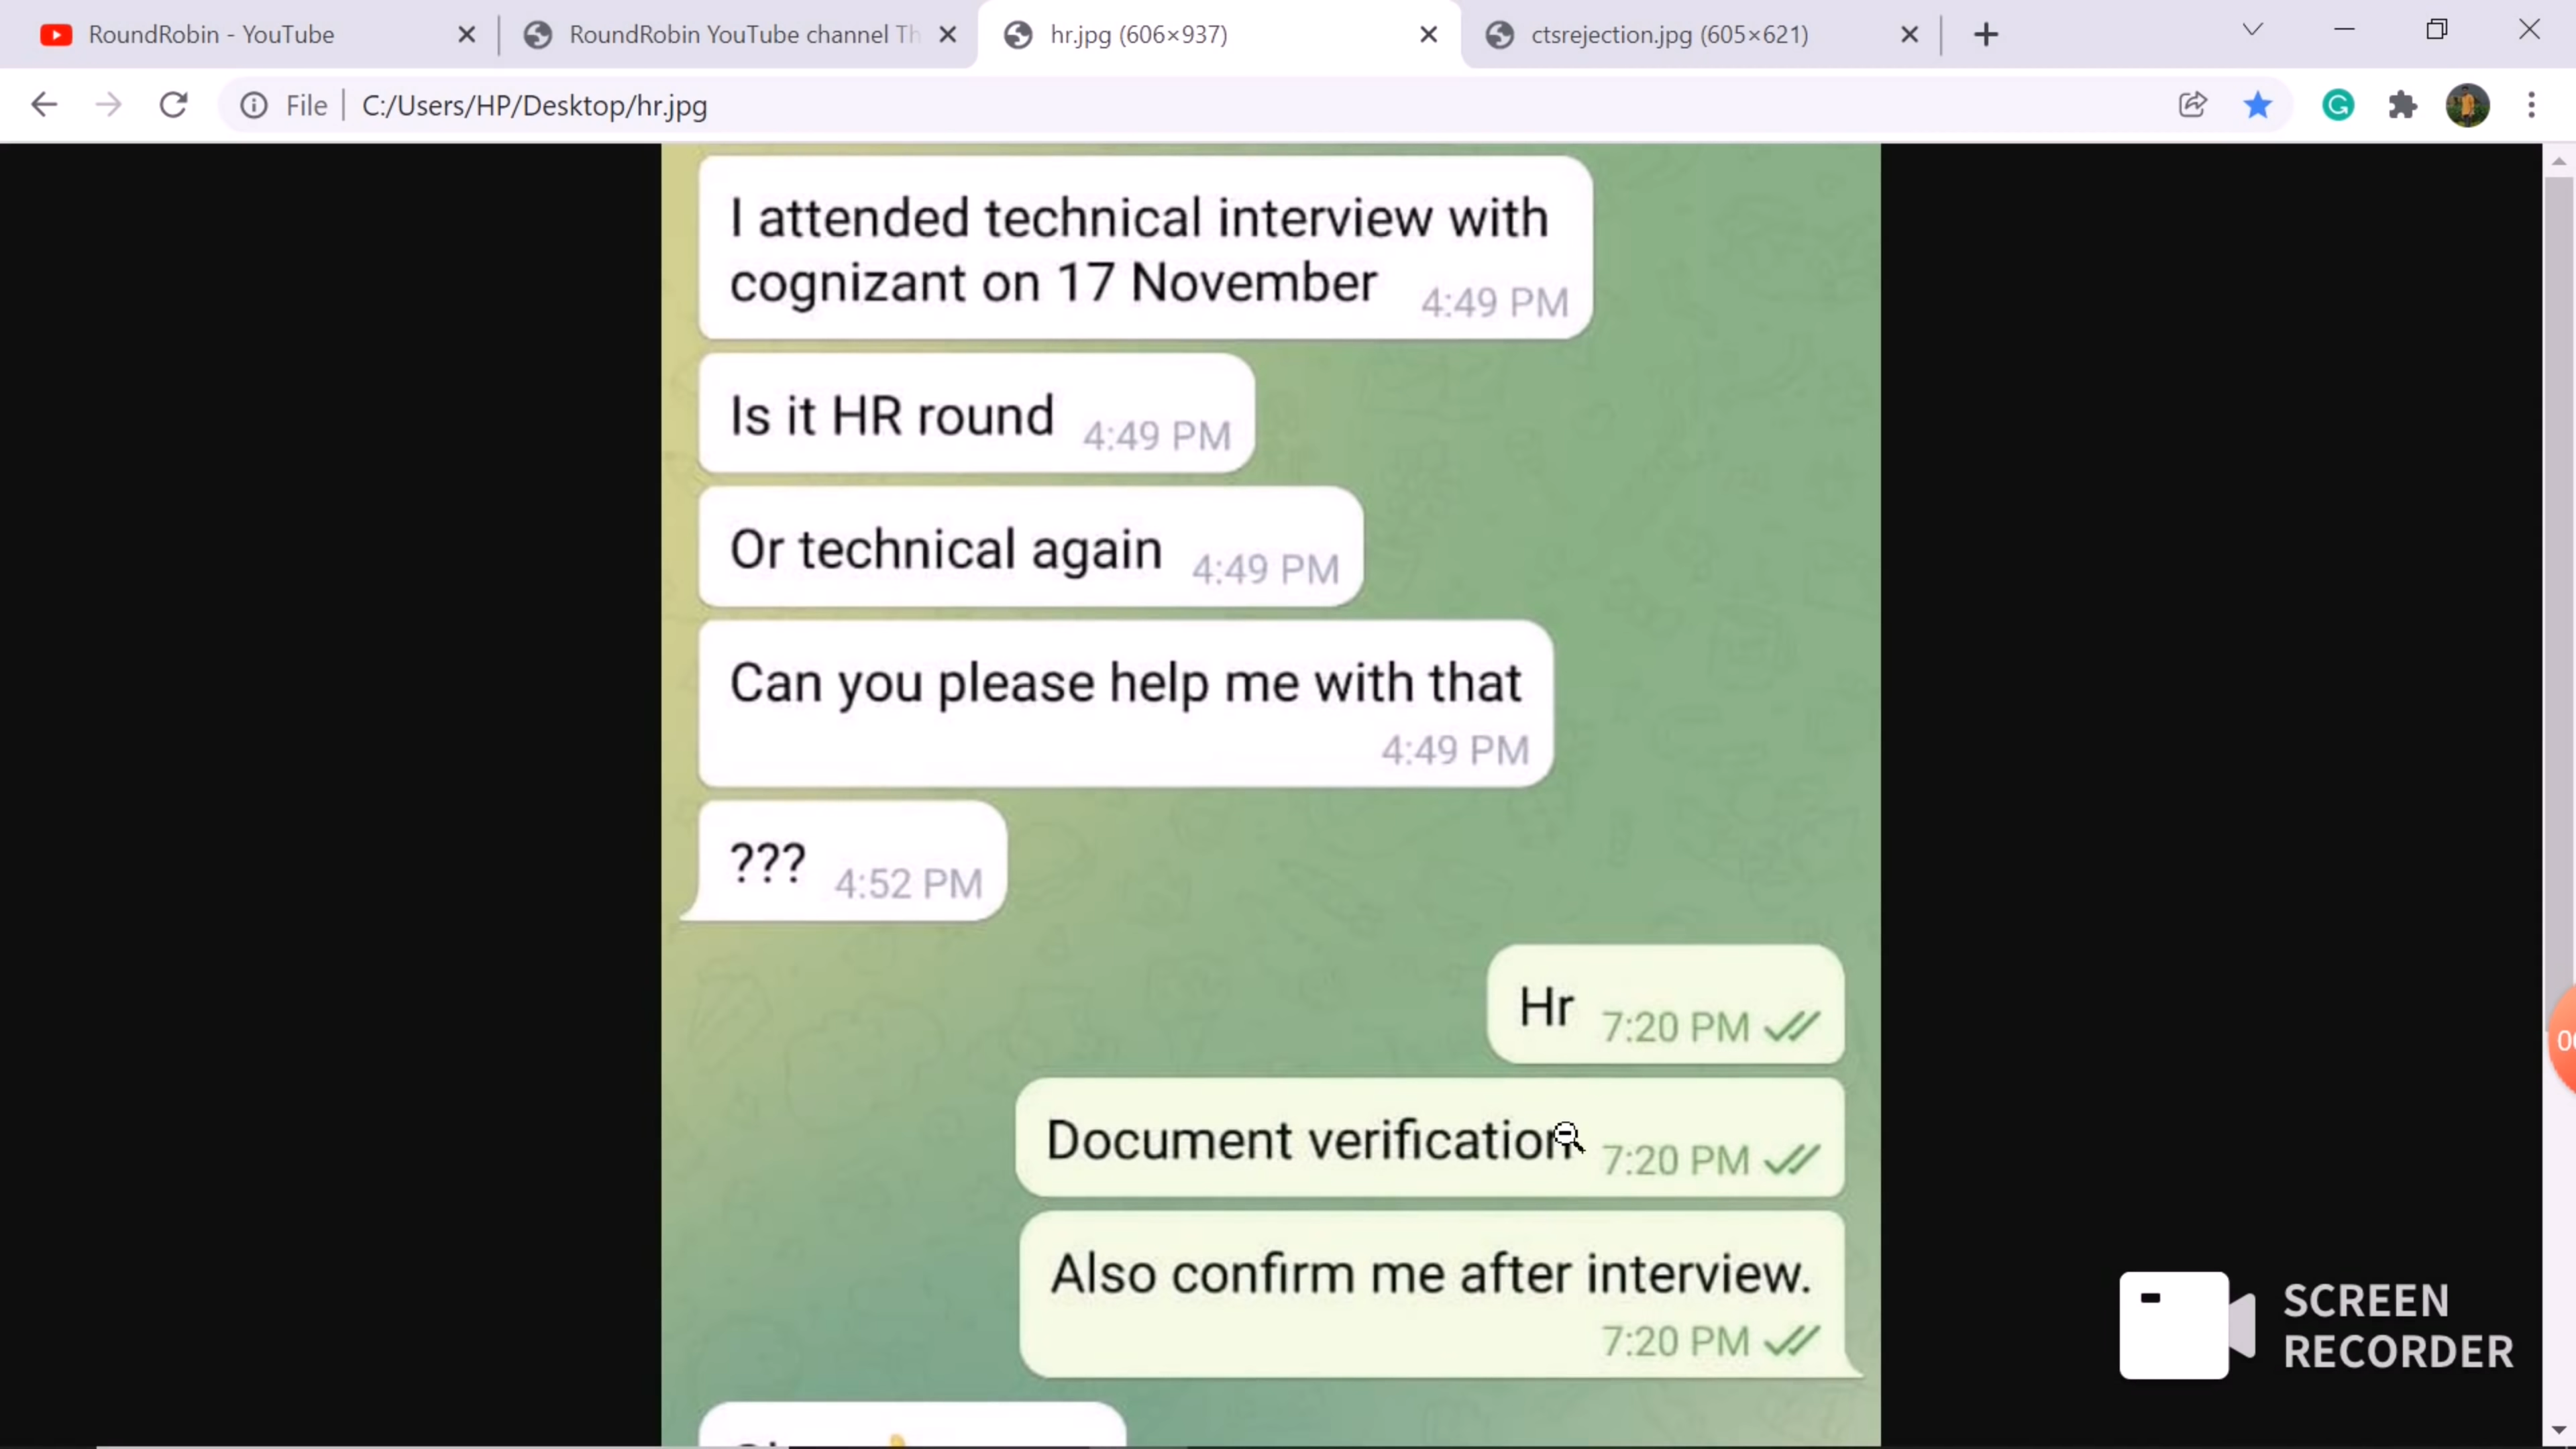 RoundRobin - YouTube
RoundRobin YouTube channel Th
hr.jpg (606×937)
ctsrejection.jpg (605×621)
File
C:/Users/HP/Desktop/hr.jpg
I attended technical interview with
cognizant on 17 November 4:49 PM
Is it HR round 4:49 PM
Or technical again 4:49 PM
Can you please help me with that
4:49 PM
??? 4:52 PM
Hr 7:20 PM
Document verification 7:20 PM
Also confirm me after interview.
7:20 PM
SCREEN
RECORDER